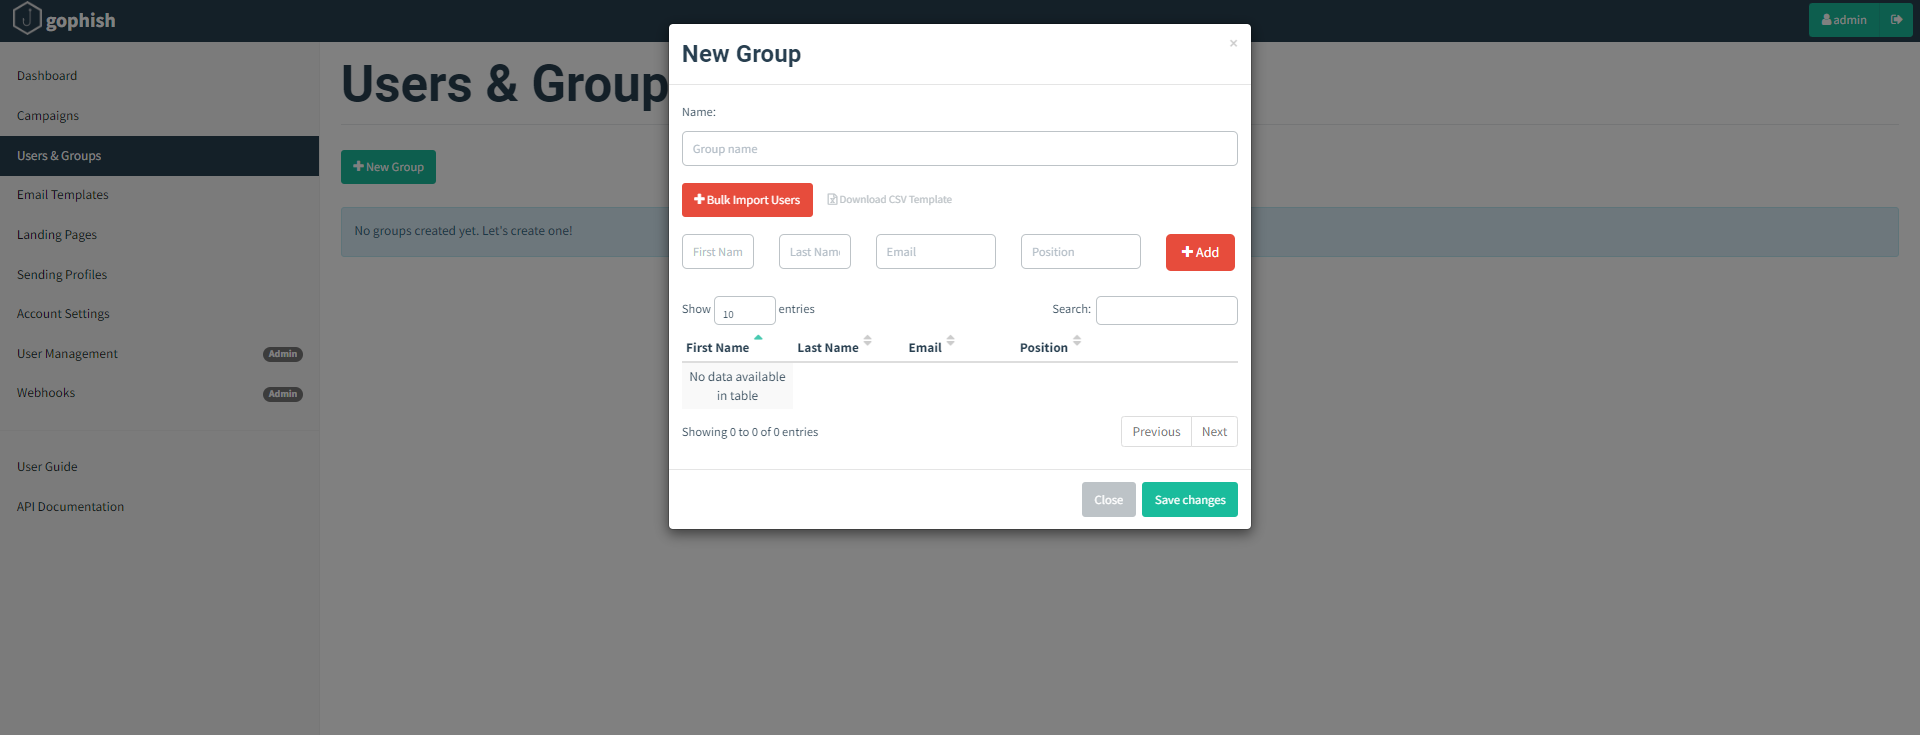 gophish
admin
Dashboard
Campaigns
Users & Groups
Email Templates
Landing Pages
Sending Profiles
Account Settings
User Management Admin
Webhooks Admin
User Guide
API Documentation
Users & Group
New Group
No groups created yet. Let's create one!
New Group
×
Name:
Group name
Bulk Import Users Download CSV Template
First Nam Last Nam Email Position Add
Show 10 entries Search:
First Name Last Name Email Position
No data available
in table
Showing 0 to 0 of 0 entries
Previous Next
Close Save changes